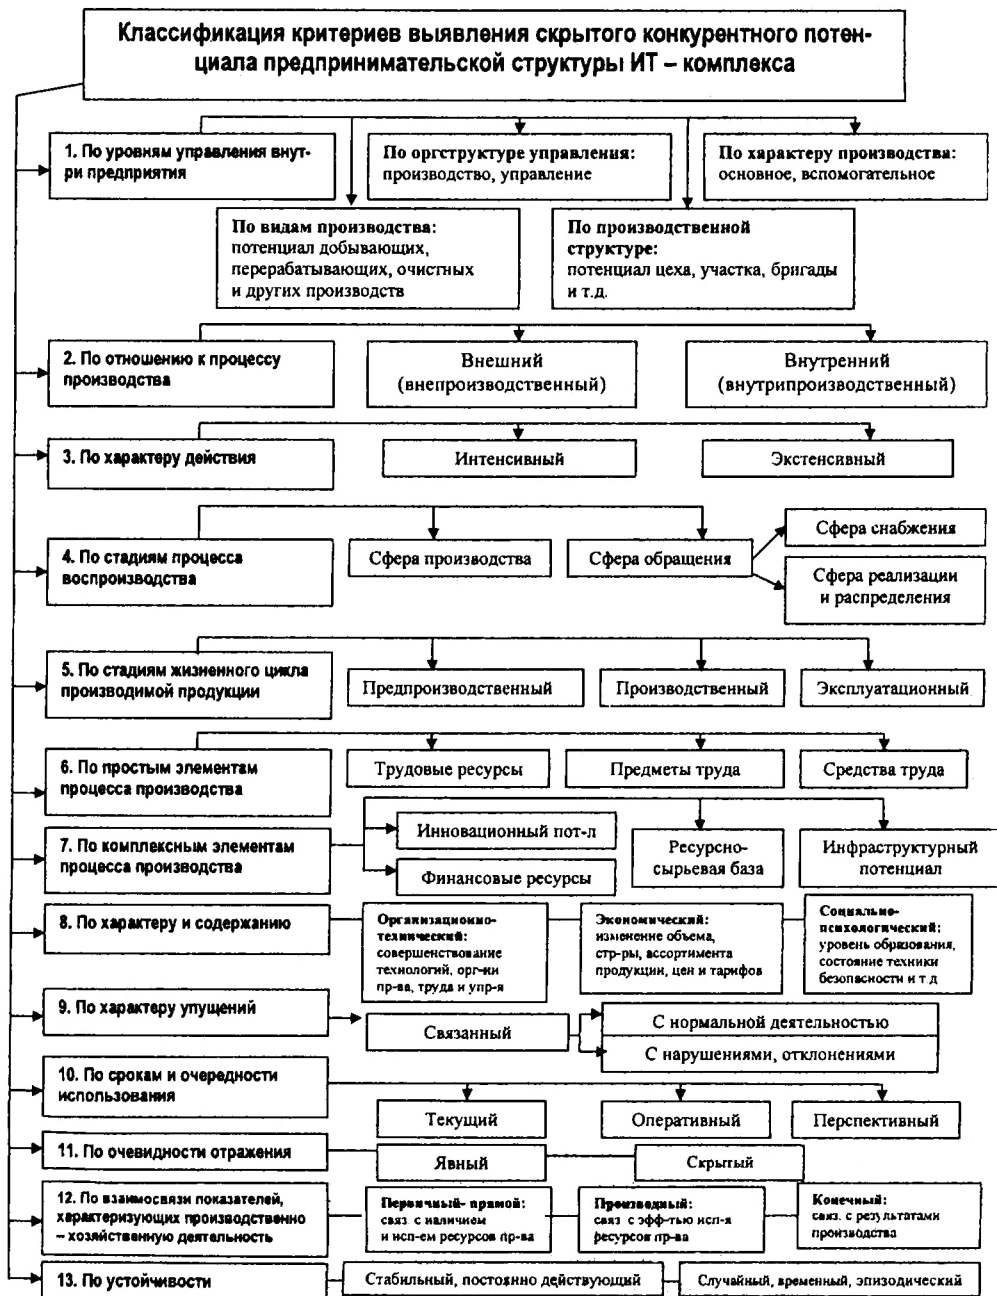 Классификация критериев выявления скрытого конкурентного потен-
циала предпринимательской структуры ИТ – комплекса
1. По уровням управления внут-
ри предприятия
По оргструктуре управления:
производство, управление
По характеру производства:
основное, вспомогательное
По видам производства:
потенциал добывающих,
перерабатывающих, очистных
и других производств
По производственной
структуре:
потенциал цеха, участка, бригады
и т.д.
2. По отношению к процессу
производства
Внешний
(внепроизводственный)
Внутренний
(внутрипроизводственный)
3. По характеру действия
Интенсивный
Экстенсивный
4. По стадиям процесса
воспроизводства
Сфера производства
Сфера обращения
Сфера снабжения
Сфера реализации
и распределения
5. По стадиям жизненного цикла
производимой продукции
Предпроизводственный
Производственный
Эксплуатационный
6. По простым элементам
процесса производства
Трудовые ресурсы
Предметы труда
Средства труда
7. По комплексным элементам
процесса производства
Инновационный пот-л
Финансовые ресурсы
Ресурсно-
сырьевая база
Инфраструктурный
потенциал
8. По характеру и содержанию
Организационно-
технический:
совершенствование
технологий, орг-ии
пр-ва, труда и упр-я
Экономический:
изменение объема,
стр-ры, ассортимента
продукции, цен и тарифов
Социально-
психологический:
уровень образования,
состояние техники
безопасности и т.д
9. По характеру упущений
Связанный
С нормальной деятельностью
С нарушениями, отклонениями
10. По срокам и очередности
использования
Текущий
Оперативный
Перспективный
11. По очевидности отражения
Явный
Скрытый
12. По взаимосвязи показателей,
характеризующих производственно
– хозяйственную деятельность
Первичный- прямой:
связ. с наличием
и исп-ем ресурсов пр-ва
Производный:
связ с эфф-тью исп-я
ресурсов пр-ва
Конечный:
связ. с результатами
производства
13. По устойчивости
Стабильный, постоянно действующий
Случайный, временный, эпизодический